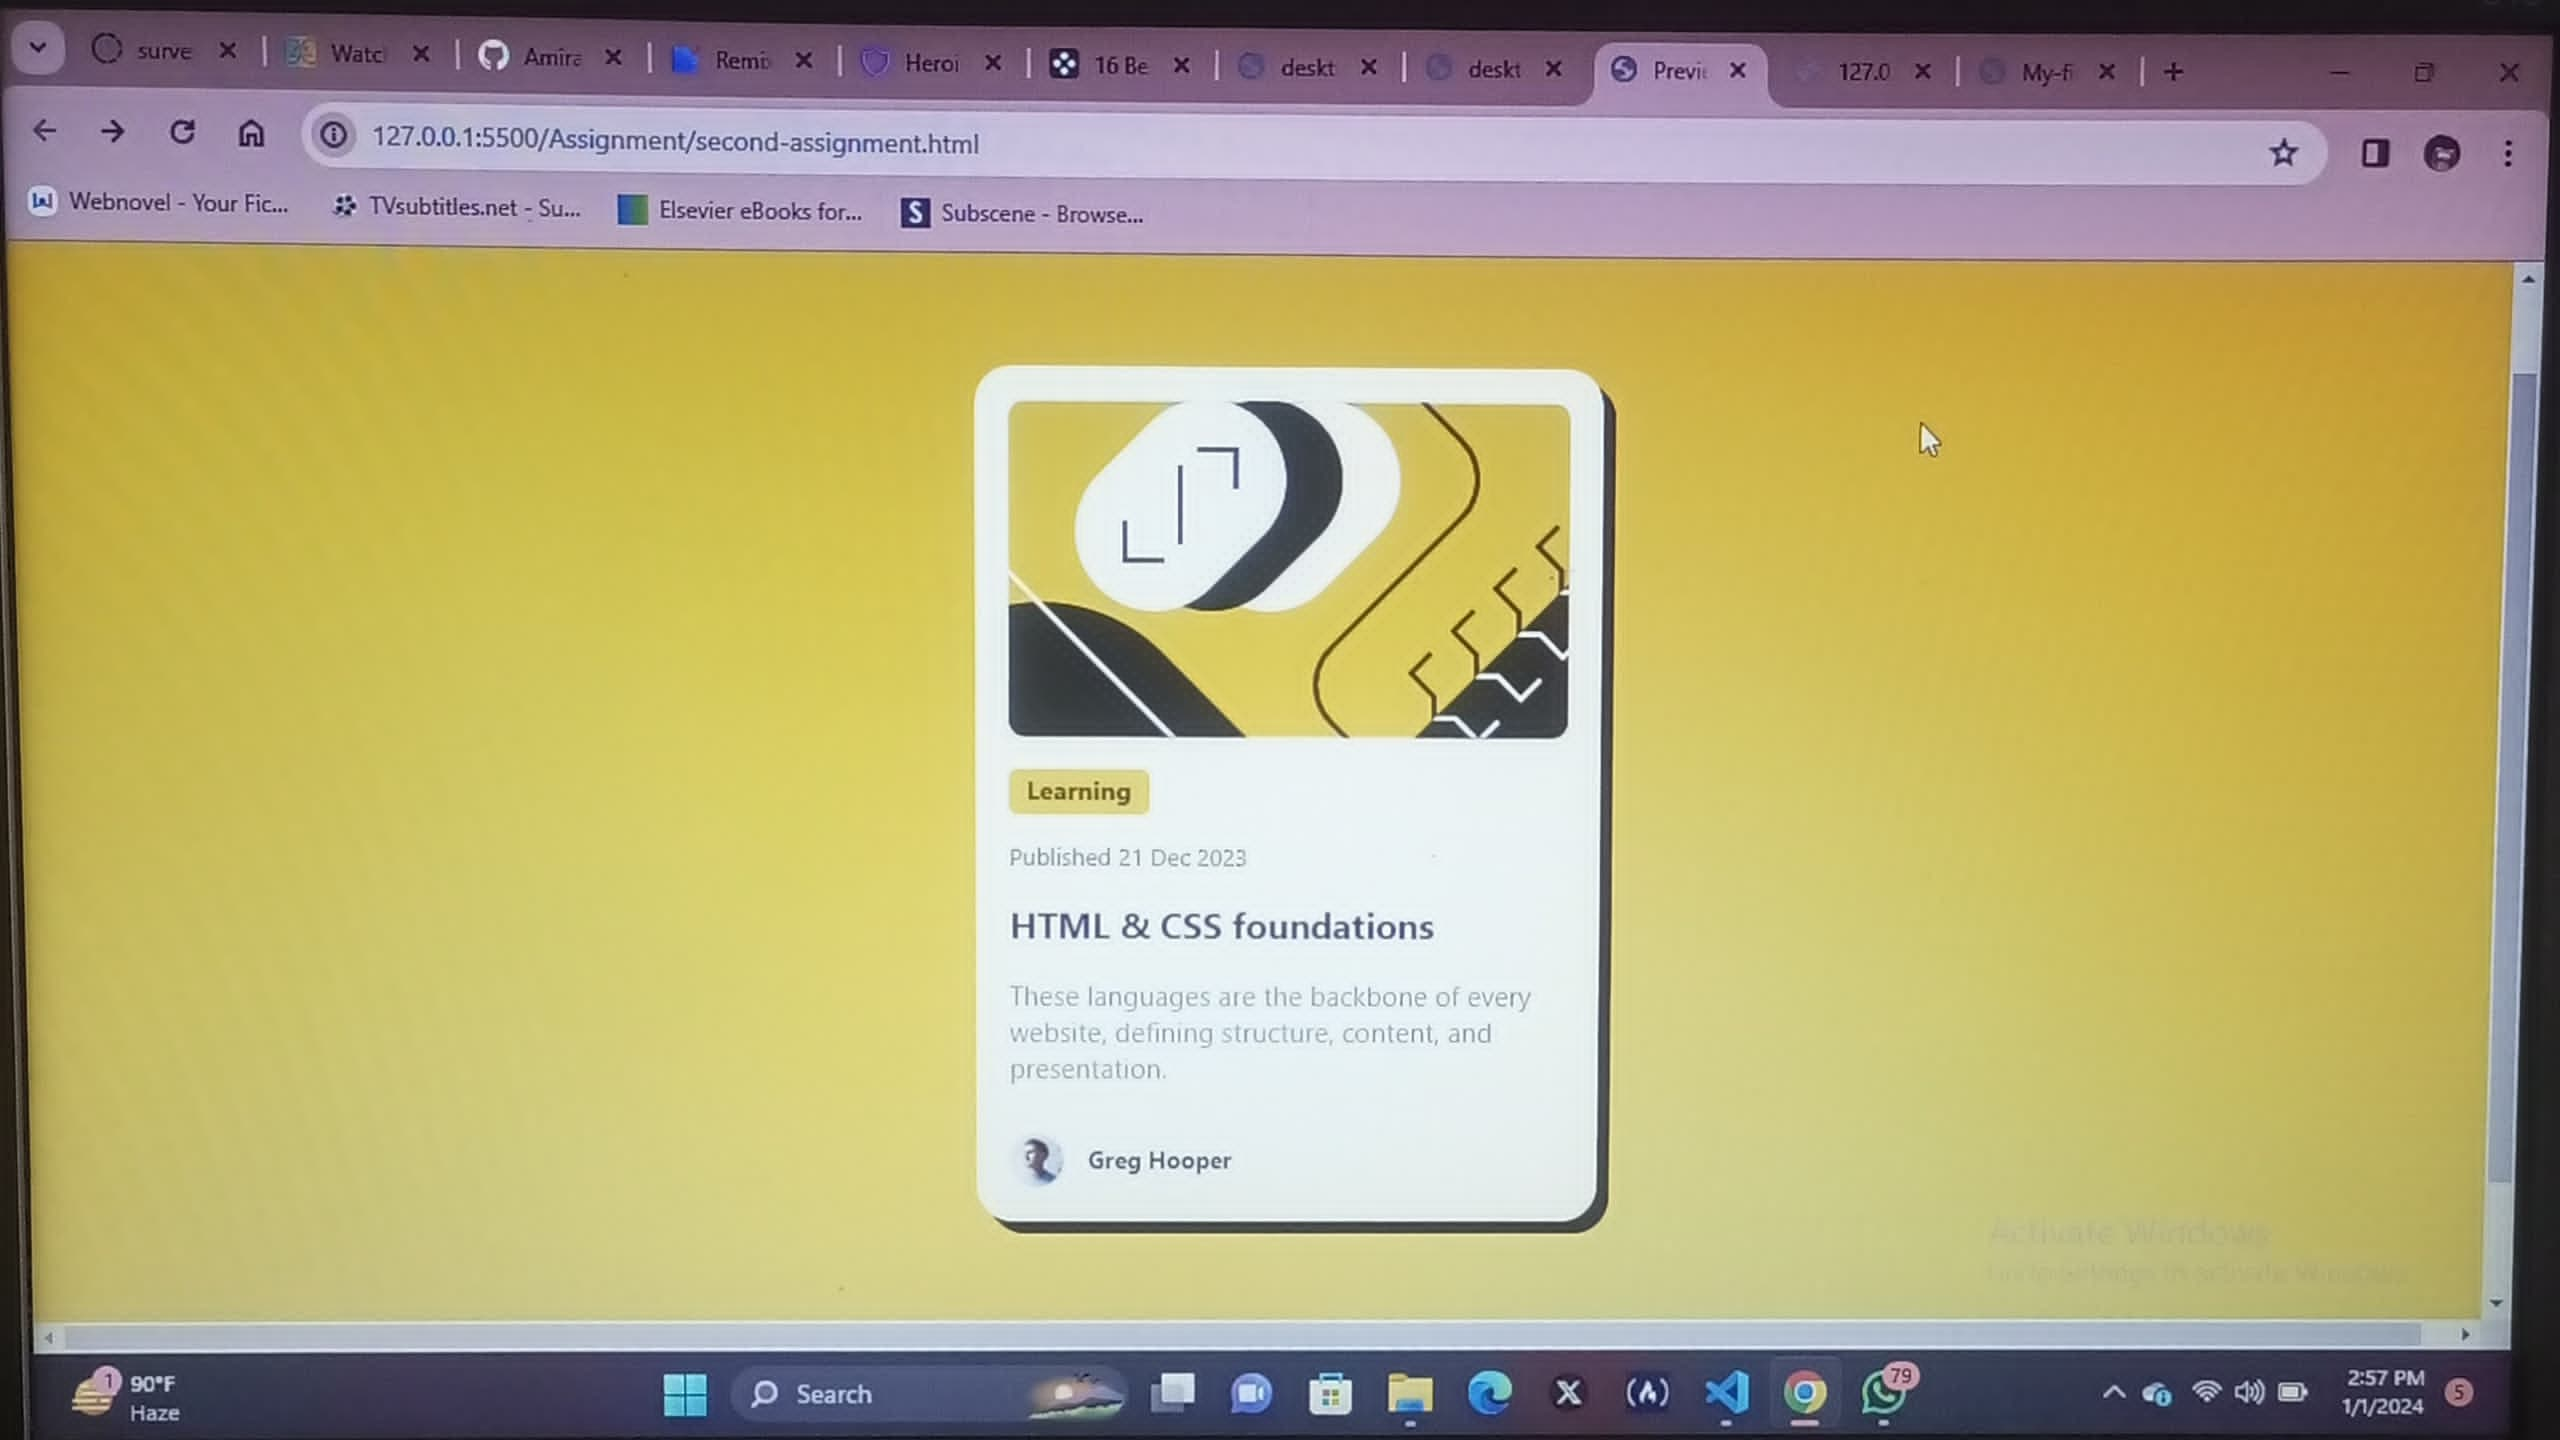 surve
Watc
Amira
Remi
Heroi
16 Be
deskt
deskt
Previ
127.0
My-fi
127.0.0.1:5500/Assignment/second-assignment.html
Webnovel - Your Fic...
TVsubtitles.net - Su...
Elsevier eBooks for...
S
Subscene - Browse...
Learning
Published 21 Dec 2023
HTML & CSS foundations
These languages are the backbone of every
website, defining structure, content, and
presentation.
Greg Hooper
Activate Windows
Go to Settings to activate Windows.
1
90°F
Haze
Search
79
2:57 PM
1/1/2024
5